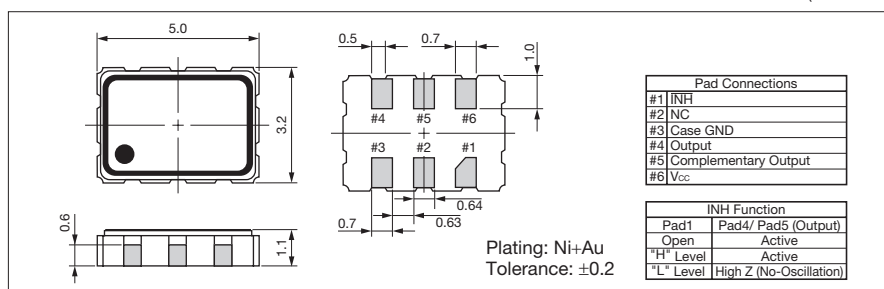 5.0
3.2
0.6
1.1
0.5
0.7
1.0
#4 #5 #6
#3 #2 #1
0.64
0.63
0.7
Plating: Ni+Au
Tolerance: ±0.2
Pad Connections
#1 INH
#2 NC
#3 Case GND
#4 Output
#5 Complementary Output
#6 Vcc
INH Function
Pad1 Pad4/ Pad5 (Output)
Open Active
"H" Level Active
"L" Level High Z (No-Oscillation)